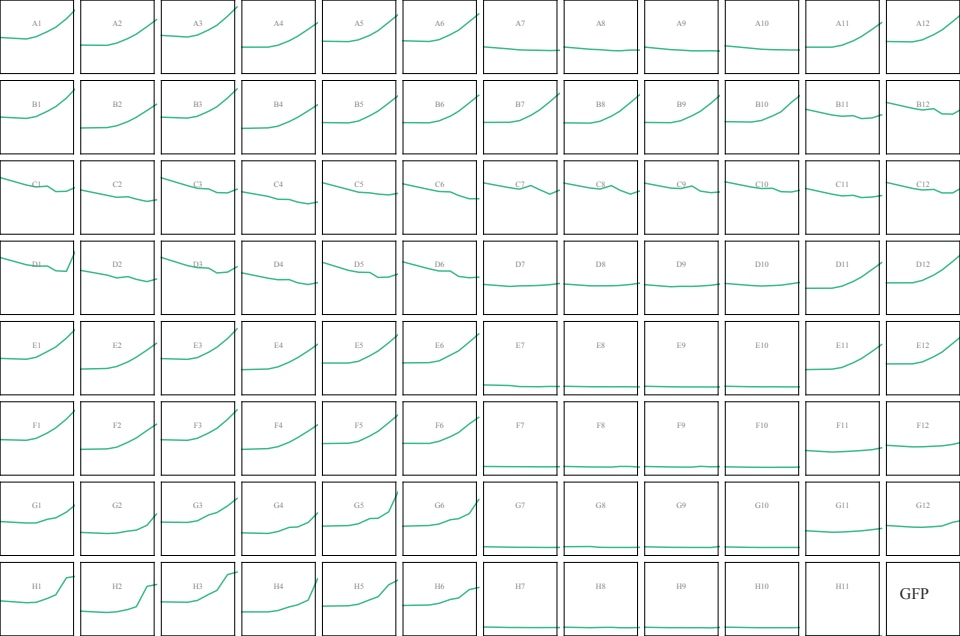 A1 A2 A3 A4 A5 A6 A7 A8 A9 A10 A11 A12
B1 B2 B3 B4 B5 B6 B7 B8 B9 B10 B11 B12
C1 C2 C3 C4 C5 C6 C7 C8 C9 C10 C11 C12
D1 D2 D3 D4 D5 D6 D7 D8 D9 D10 D11 D12
E1 E2 E3 E4 E5 E6 E7 E8 E9 E10 E11 E12
F1 F2 F3 F4 F5 F6 F7 F8 F9 F10 F11 F12
G1 G2 G3 G4 G5 G6 G7 G8 G9 G10 G11 G12
H1 H2 H3 H4 H5 H6 H7 H8 H9 H10 H11 GFP